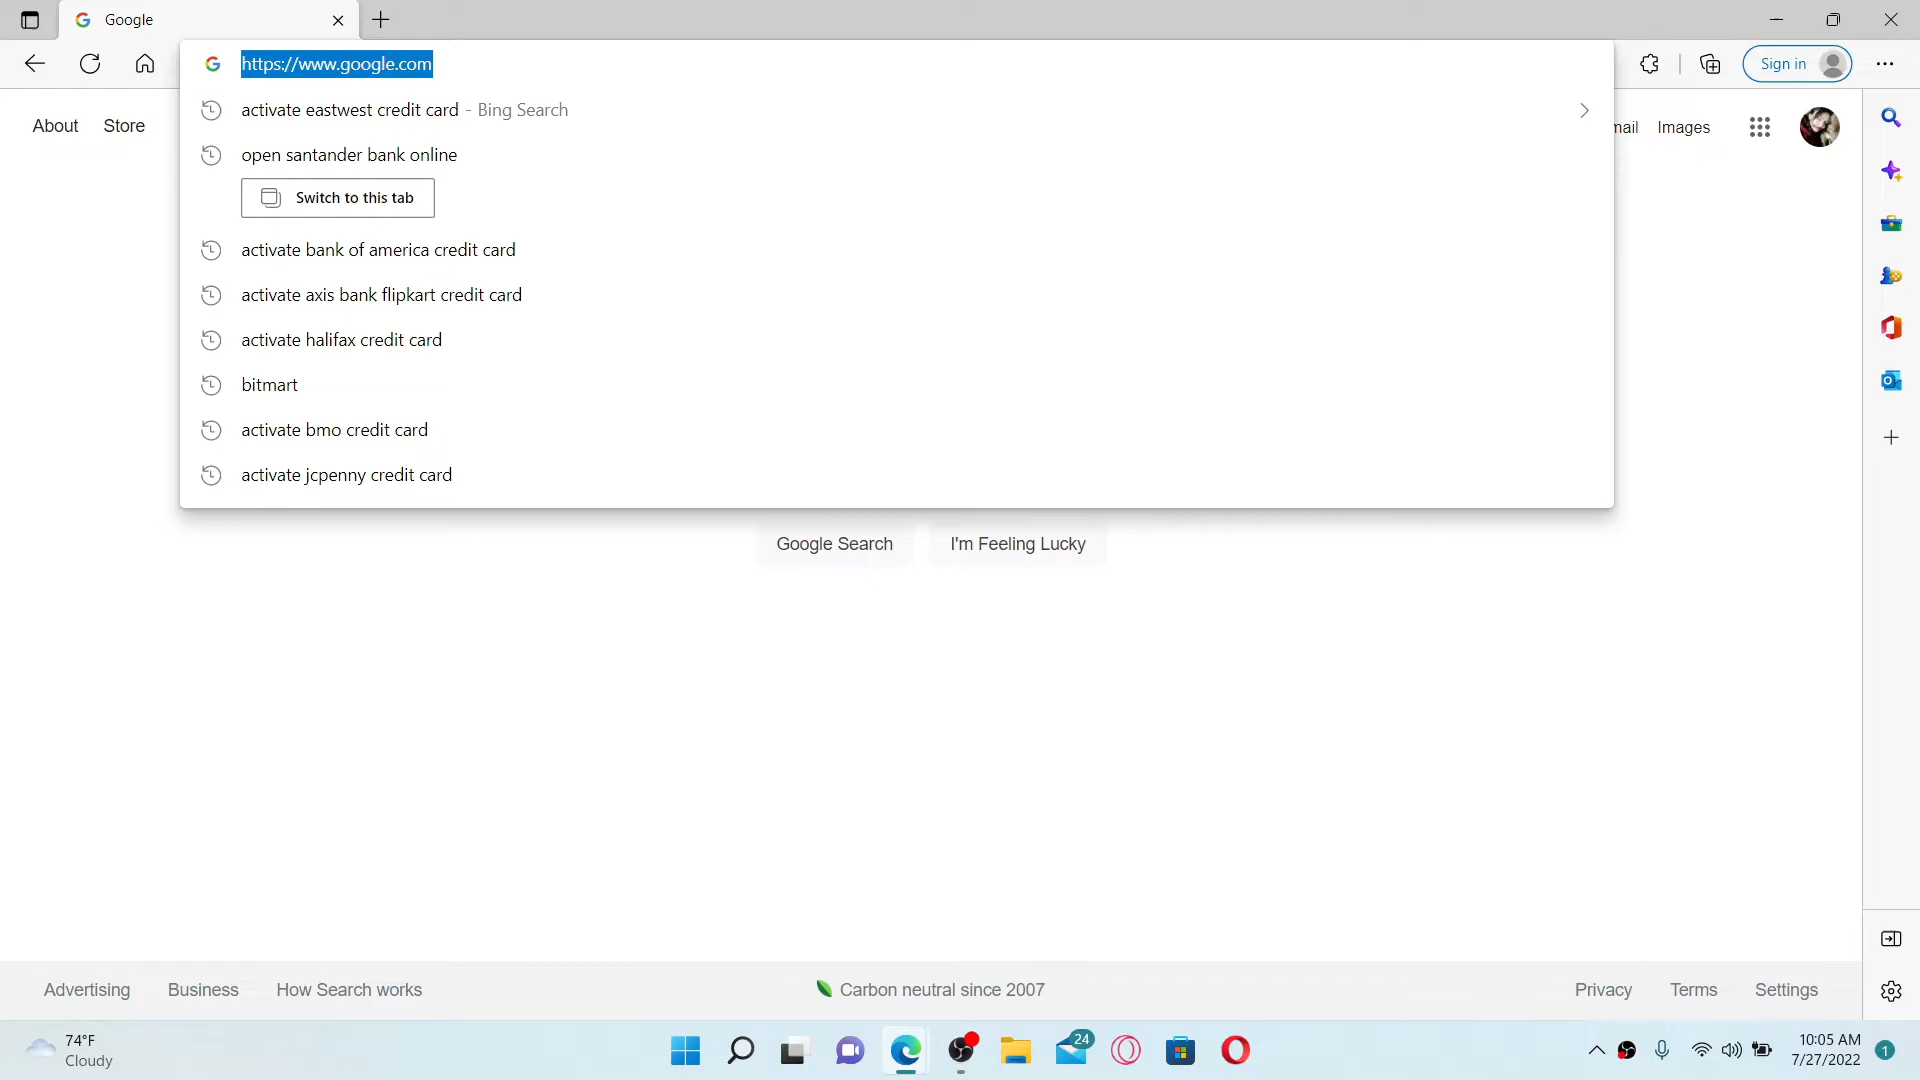 Google
https://www.google.com
Sign in
activate eastwest credit card - Bing Search
About Store
mail Images
open santander bank online
Switch to this tab
activate bank of america credit card
activate axis bank flipkart credit card
activate halifax credit card
bitmart
activate bmo credit card
activate jcpenny credit card
Google Search I'm Feeling Lucky
Advertising Business How Search works Carbon neutral since 2007 Privacy Terms Settings
74°F
Cloudy
24
10:05 AM
7/27/2022
1